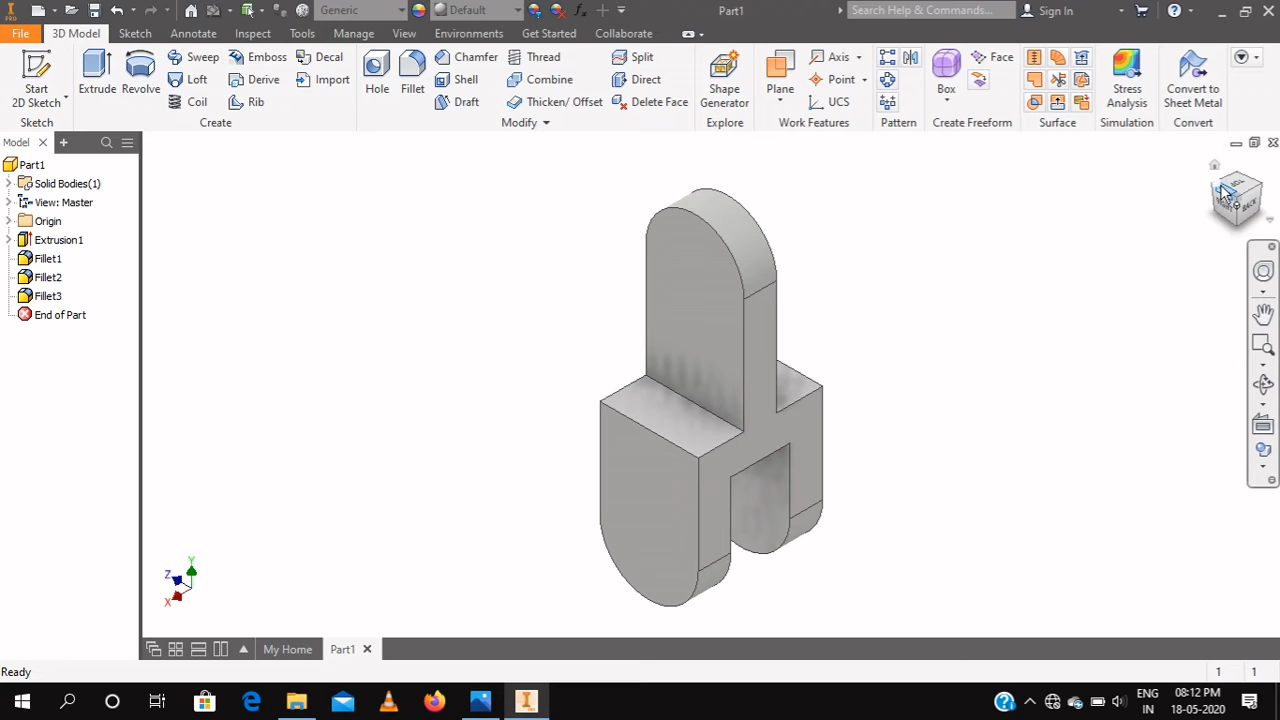 Generic
Default
Part1
Search Help & Commands...
Sign In
File
3D Model
Sketch
Annotate
Inspect
Tools
Manage
View
Environments
Get Started
Collaborate
PRO
Start
2D Sketch
Extrude
Revolve
Sweep
Emboss
Decal
Loft
Derive
Import
Coil
Rib
Hole
Fillet
Chamfer
Thread
Split
Shell
Combine
Direct
Draft
Thicken/ Offset
Delete Face
Shape
Generator
Plane
Axis
Point
UCS
Box
Face
Stress
Analysis
Convert to
Sheet Metal
Sketch
Create
Modify
Explore
Work Features
Pattern
Create Freeform
Surface
Simulation
Convert
Model
Part1
Solid Bodies(1)
View: Master
Origin
Extrusion1
Fillet1
Fillet2
Fillet3
End of Part
TOP
BACK
Y
Z
X
My Home
Part1
Ready
1
1
ENG
IN
08:12 PM
18-05-2020